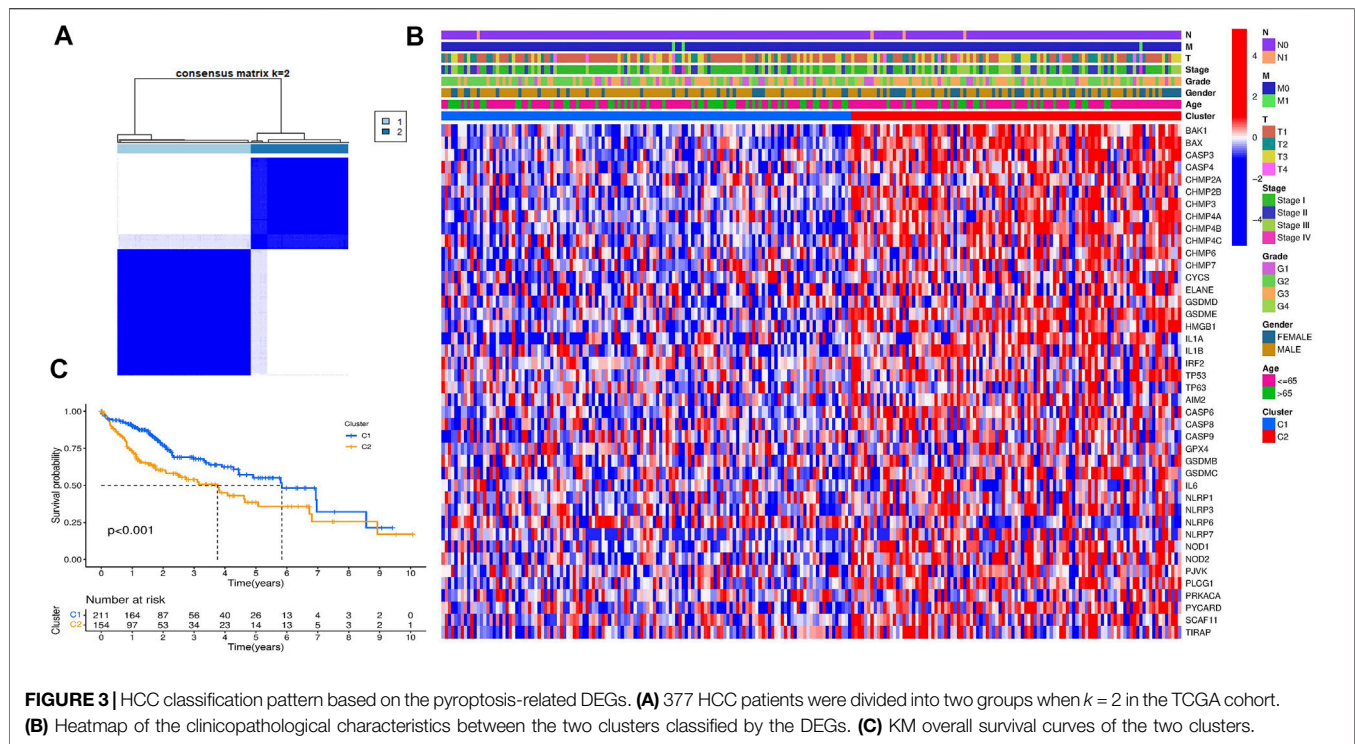 A
consensus matrix k=2
1
2
B
N
M
T
Stage
Grade
Gender
Age
Cluster
BAK1
BAX
CASP3
CASP4
CHMP2A
CHMP2B
CHMP3
CHMP4A
CHMP4B
CHMP4C
CHMP6
CHMP7
CYCS
ELANE
GSDMD
GSDME
HMGB1
IL1A
IL1B
IRF2
TP53
TP63
AIM2
CASP6
CASP8
CASP9
GPX4
GSDMB
GSDMC
IL6
NLRP1
NLRP3
NLRP6
NLRP7
NOD1
NOD2
PJVK
PLCG1
PRKACA
PYCARD
SCAF11
TIRAP
4
2
0
−2
−4
N
N0
N1
M
M0
M1
T
T1
T2
T3
T4
Stage
Stage I
Stage II
Stage III
Stage IV
Grade
G1
G2
G3
G4
Gender
FEMALE
MALE
Age
<=65
>65
Cluster
C1
C2
C
Cluster
C1
C2
1.00
0.75
0.50
0.25
0.00
Survival probability
p<0.001
0 1 2 3 4 5 6 7 8 9 10
Time(years)
Number at risk
Cluster
C1 211 164 87 56 40 26 13 4 3 2 0
C2 154 97 53 34 23 14 13 5 3 2 1
0 1 2 3 4 5 6 7 8 9 10
Time(years)
FIGURE 3 | HCC classification pattern based on the pyroptosis-related DEGs. (A) 377 HCC patients were divided into two groups when k = 2 in the TCGA cohort.
(B) Heatmap of the clinicopathological characteristics between the two clusters classified by the DEGs. (C) KM overall survival curves of the two clusters.